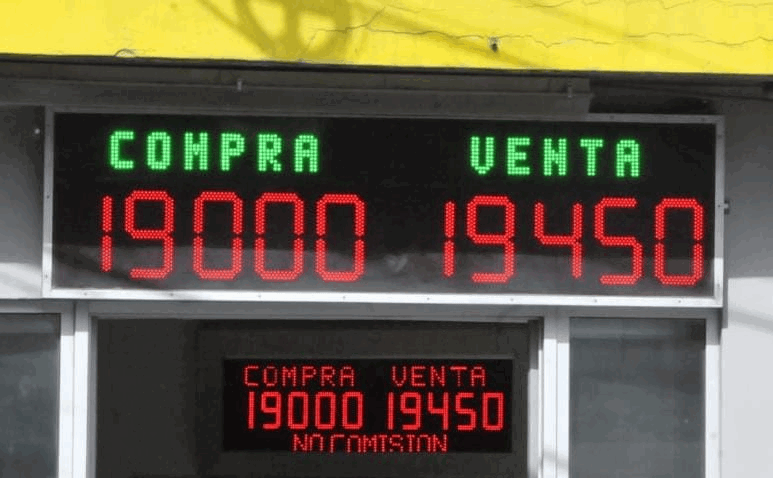 COMPRA VENTA
19000 19450
COMPRA VENTA
19000 19450
NO COMISION